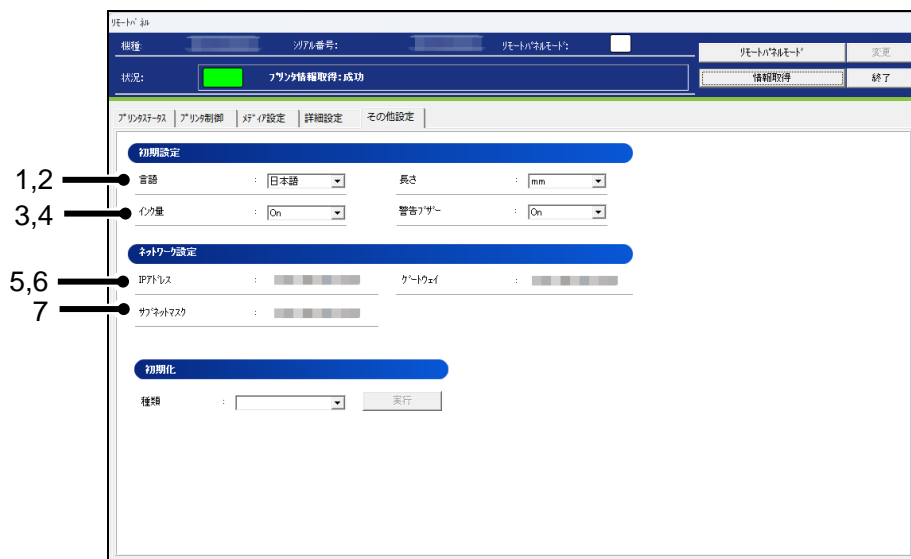 ﾘﾓｰﾄﾊﾟﾈﾙ
機種: ｼﾘｱﾙ番号: ﾘﾓｰﾄﾊﾟﾈﾙﾓｰﾄﾞ:
ﾘﾓｰﾄﾊﾟﾈﾙﾓｰﾄﾞ 変更
状況: ﾌﾟﾘﾝﾀ情報取得:成功
情報取得 終了
ﾌﾟﾘﾝﾀｽﾃｰﾀｽ ﾌﾟﾘﾝﾀ制御 ﾒﾃﾞｨｱ設定 詳細設定 その他設定
初期設定
1,2 言語 : 日本語 長さ : mm
3,4 ｲﾝｸ量 : On 警告ﾌﾞｻﾞｰ : On
ﾈｯﾄﾜｰｸ設定
5,6 IPｱﾄﾞﾚｽ : ｹﾞｰﾄｳｪｲ :
7 ｻﾌﾞﾈｯﾄﾏｽｸ :
初期化
種類 : 実行